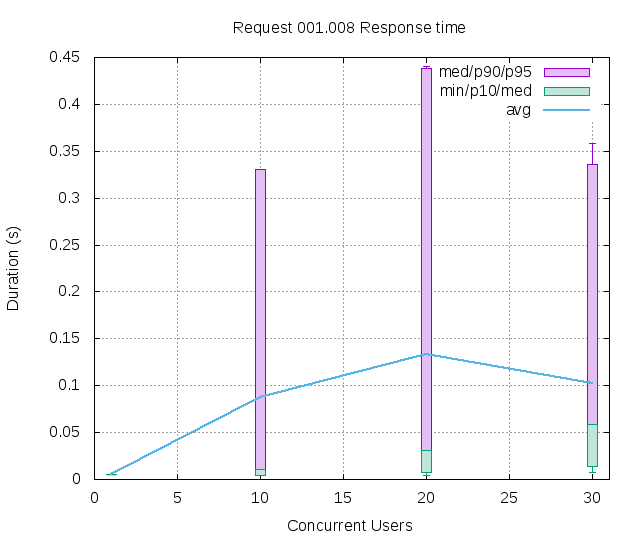 Request 001.008 Response time
0.45
0.4
0.35
0.3
0.25
0.2
0.15
0.1
0.05
0
Duration (s)
med/p90/p95
min/p10/med
avg
0 5 10 15 20 25 30
Concurrent Users